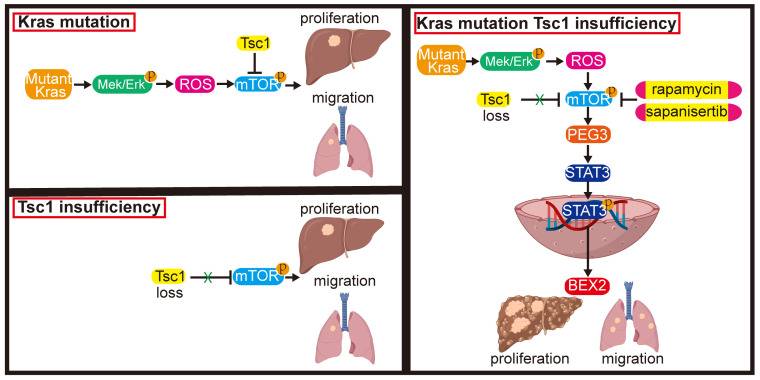 Kras mutation
proliferation
Tsc1
Mutant
Kras
Mek/Erk
p
ROS
mTOR
p
migration
Tsc1 insufficiency
proliferation
Tsc1
loss
mTOR
p
migration
Kras mutation Tsc1 insufficiency
Mutant
Kras
Mek/Erk
p
ROS
Tsc1
loss
mTOR
p
rapamycin
sapanisertib
PEG3
STAT3
STAT3
p
BEX2
proliferation
migration